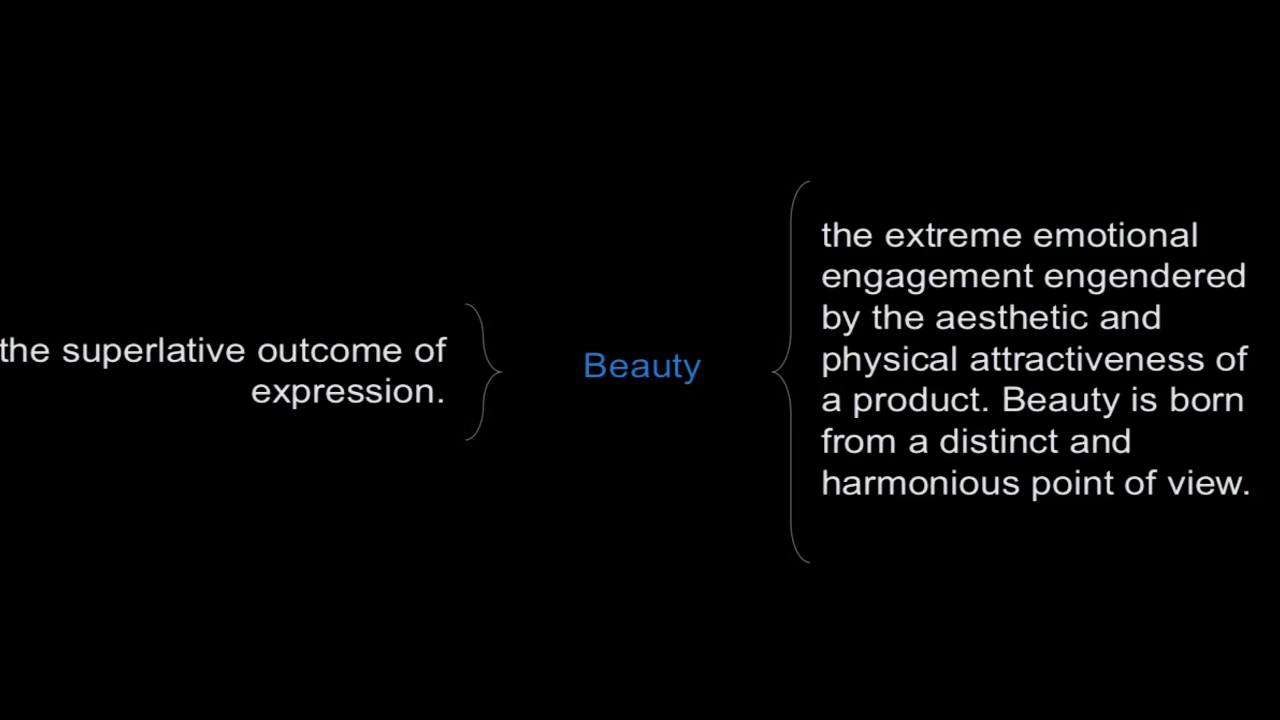 the superlative outcome of
expression.
Beauty
the extreme emotional
engagement engendered
by the aesthetic and
physical attractiveness of
a product. Beauty is born
from a distinct and
harmonious point of view.